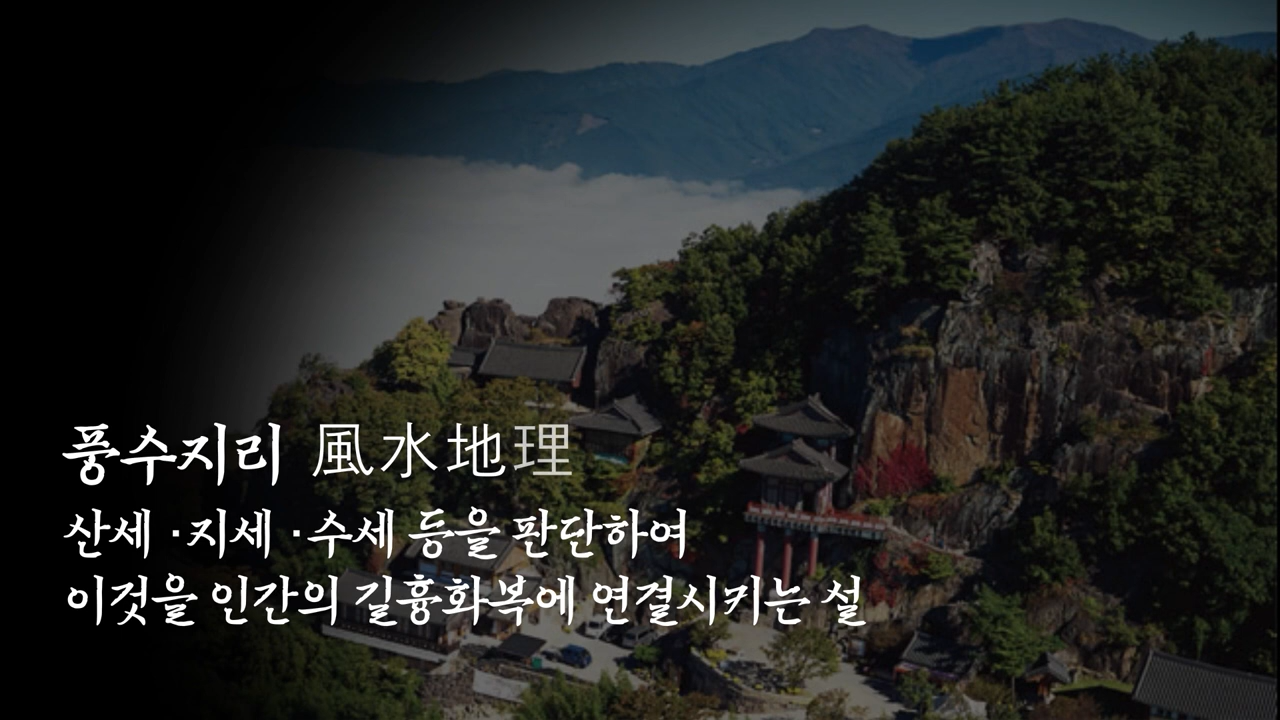 풍수지리 風水地理
산세 ·지세 ·수세 등을 판단하여
이것을 인간의 길흉화복에 연결시키는 설